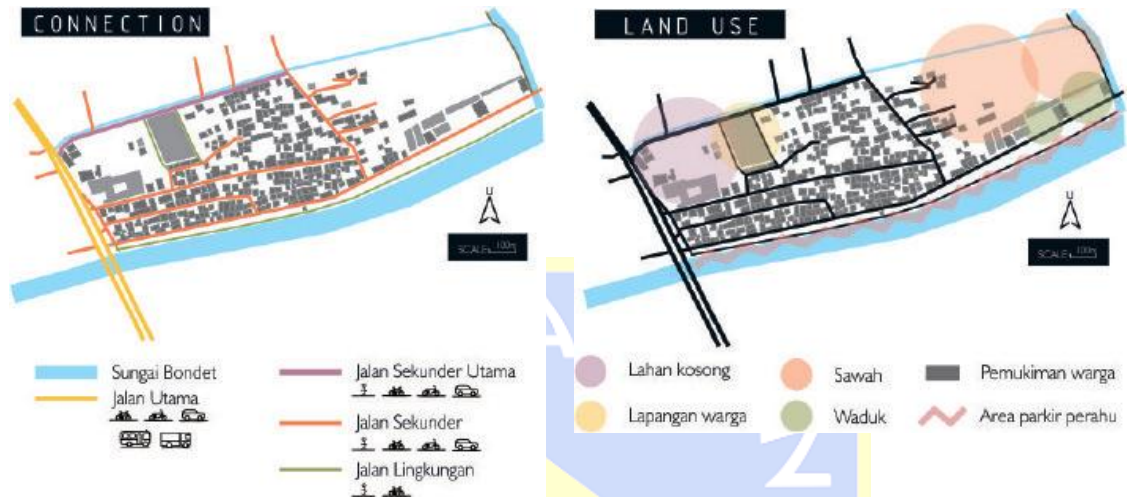 CONNECTION
U
SCALE 100m
Sungai Bondet
Jalan Utama
Jalan Sekunder Utama
Jalan Sekunder
Jalan Lingkungan
LAND USE
U
SCALE 100m
Lahan kosong
Lapangan warga
Sawah
Waduk
Pemukiman warga
Area parkir perahu
2